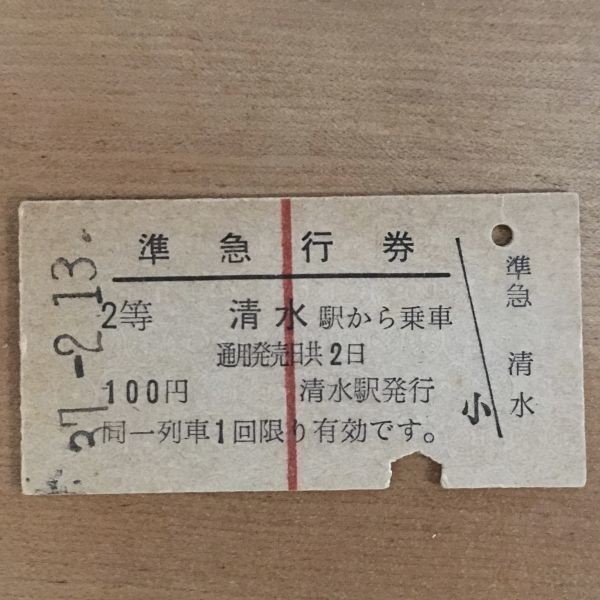 準急行券
2等 清水駅から乗車
通用発売日共2日
100円 清水駅発行
同一列車1回限り有効です。
小
準急 清水
37-2.13.